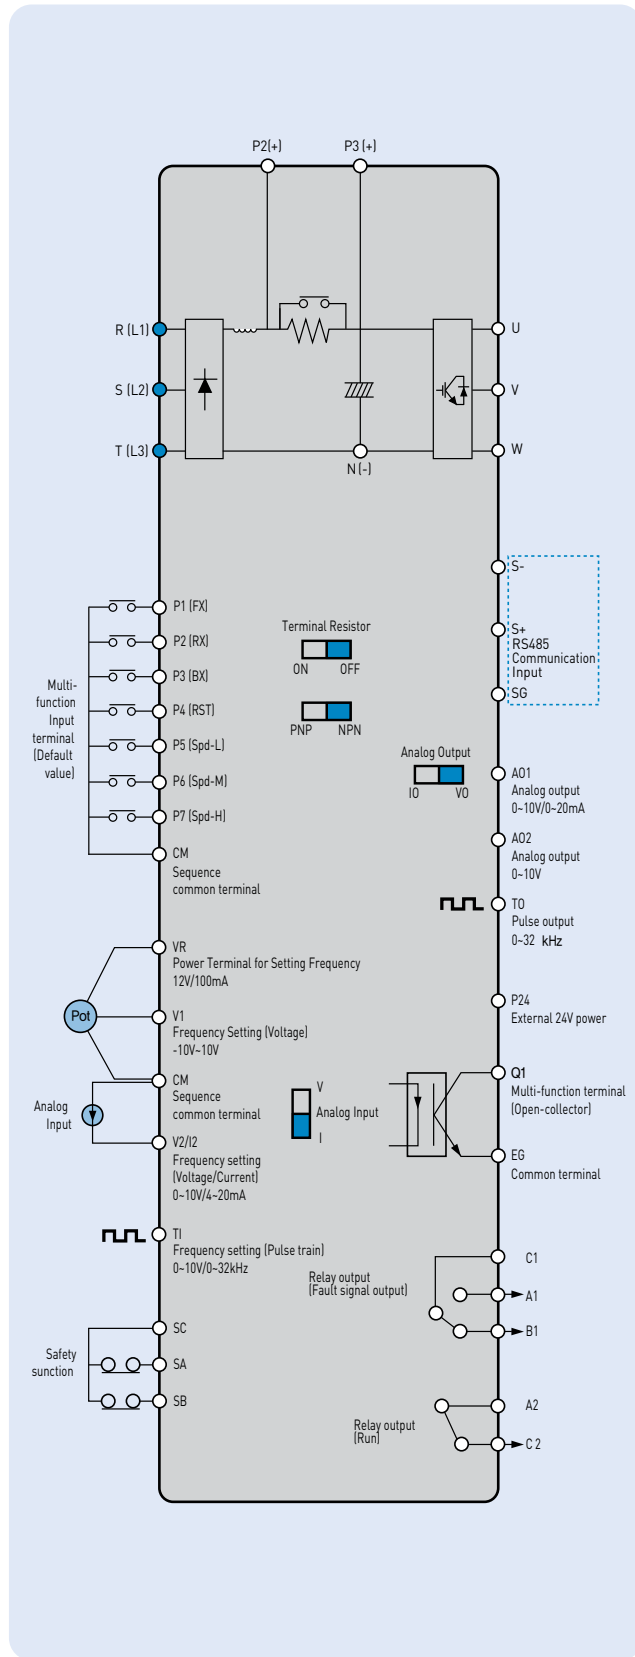 P2(+)
P3 (+)
R (L1)
S (L2)
T (L3)
U
V
W
N (-)
S-
S+
RS485
Communication
Input
SG
Multi-
function
Input
terminal
(Default
value)
P1 (FX)
P2 (RX)
P3 (BX)
P4 (RST)
P5 (Spd-L)
P6 (Spd-M)
P7 (Spd-H)
CM
Sequence
common terminal
Terminal Resistor
ON OFF
PNP NPN
Analog Output
IO VO
AO1
Analog output
0~10V/0~20mA
AO2
Analog output
0~10V
TO
Pulse output
0~32 kHz
P24
External 24V power
Pot
VR
Power Terminal for Setting Frequency
12V/100mA
V1
Frequency Setting (Voltage)
-10V~10V
CM
Sequence
common terminal
Analog
Input
V2/I2
Frequency setting
(Voltage/Current)
0~10V/4~20mA
V
Analog Input
I
Q1
Multi-function terminal
(Open-collector)
EG
Common terminal
TI
Frequency setting (Pulse train)
0~10V/0~32kHz
Relay output
(Fault signal output)
C1
A1
B1
Safety
sunction
SC
SA
SB
Relay output
(Run)
A2
C 2